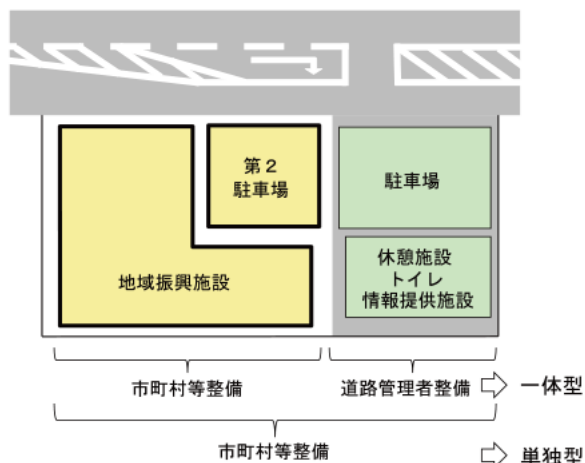 第２
駐車場
駐車場
地域振興施設
休憩施設
トイレ
情報提供施設
市町村等整備
道路管理者整備
一体型
市町村等整備
単独型